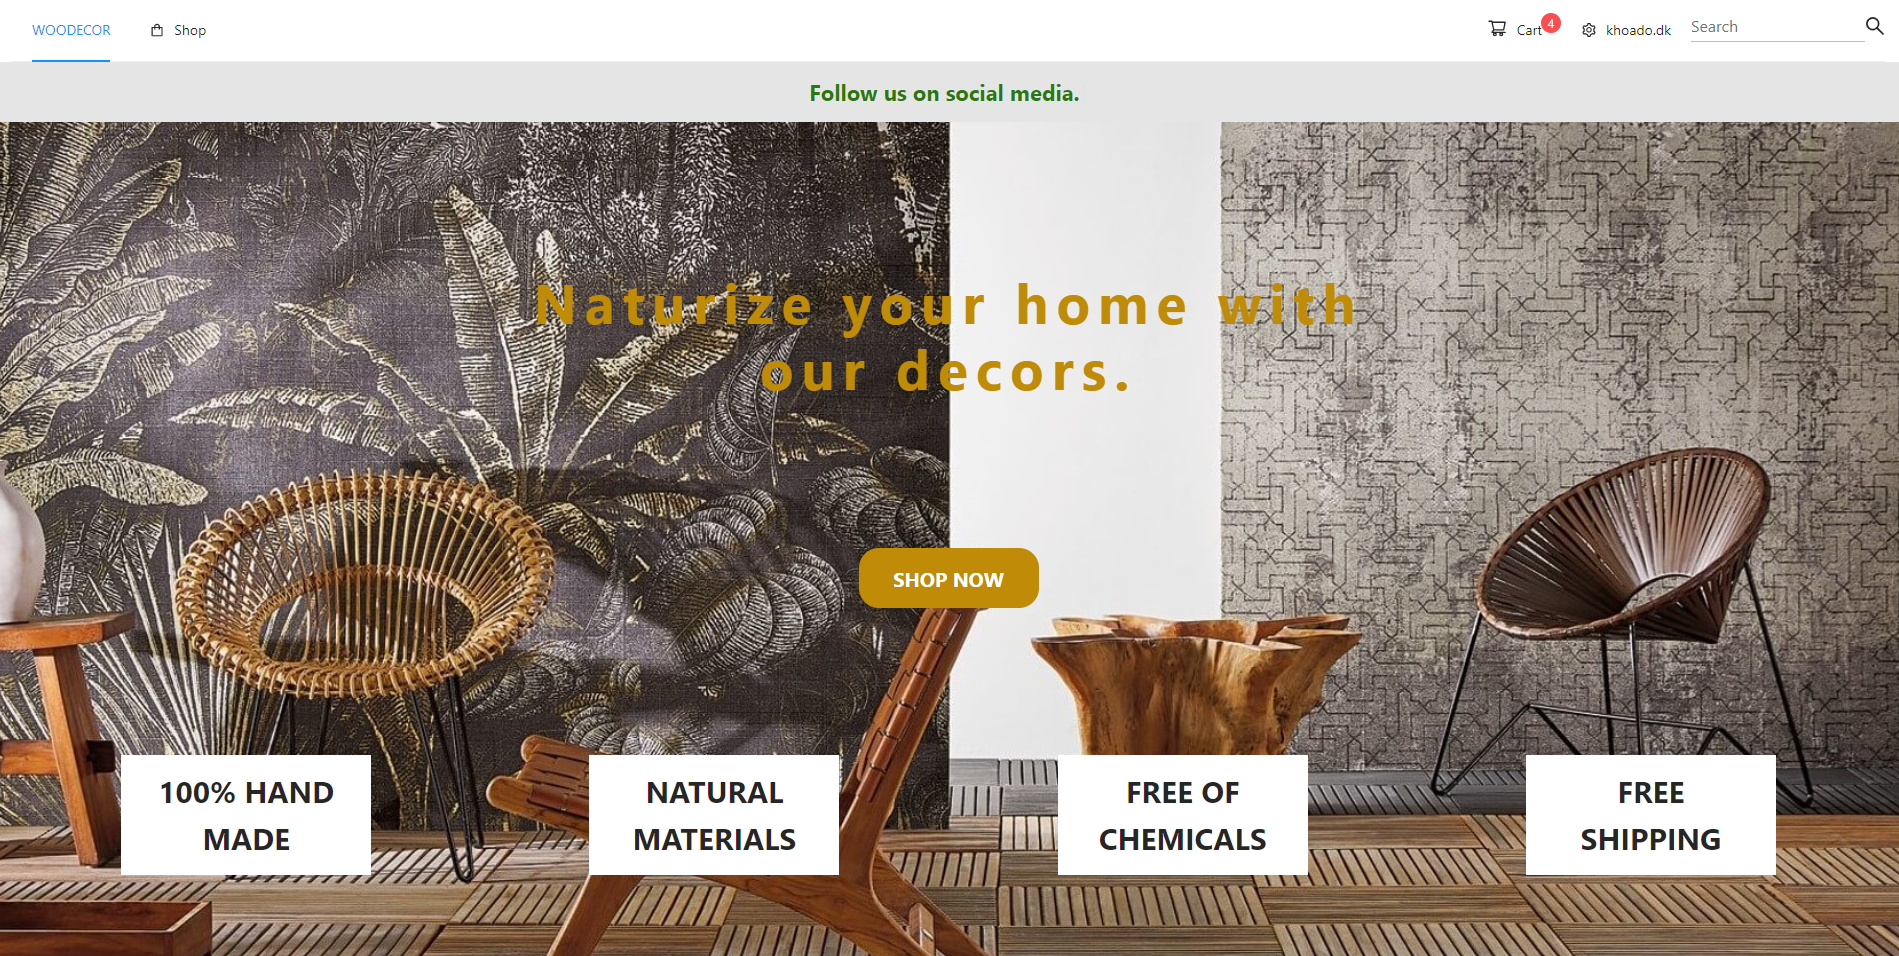 WOODECOR Shop Cart 4 khoado.dk Search
Follow us on social media.
Naturize your home with
our decors.
SHOP NOW
100% HAND
MADE
NATURAL
MATERIALS
FREE OF
CHEMICALS
FREE
SHIPPING